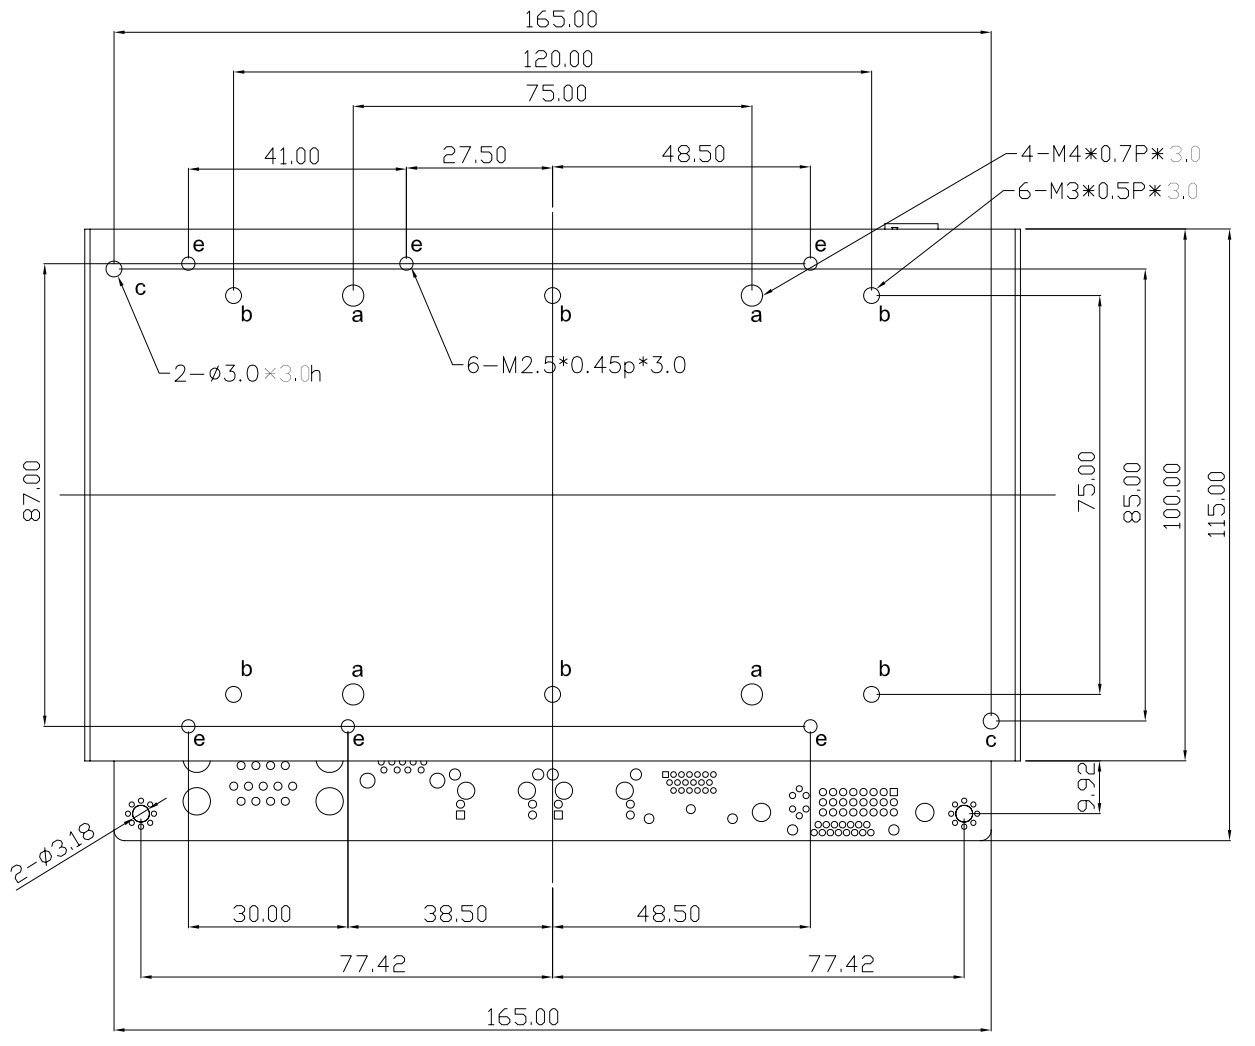 165.00
120.00
75.00
41.00
27.50
48.50
4-M4*0.7P*3.0
6-M3*0.5P*3.0
e
e
e
c
b
a
b
a
b
2-ø3.0×3.0h
6-M2.5*0.45p*3.0
87.00
75.00
85.00
100.00
115.00
b
a
b
a
b
e
e
e
c
9.92
2-ø3.18
30.00
38.50
48.50
77.42
77.42
165.00